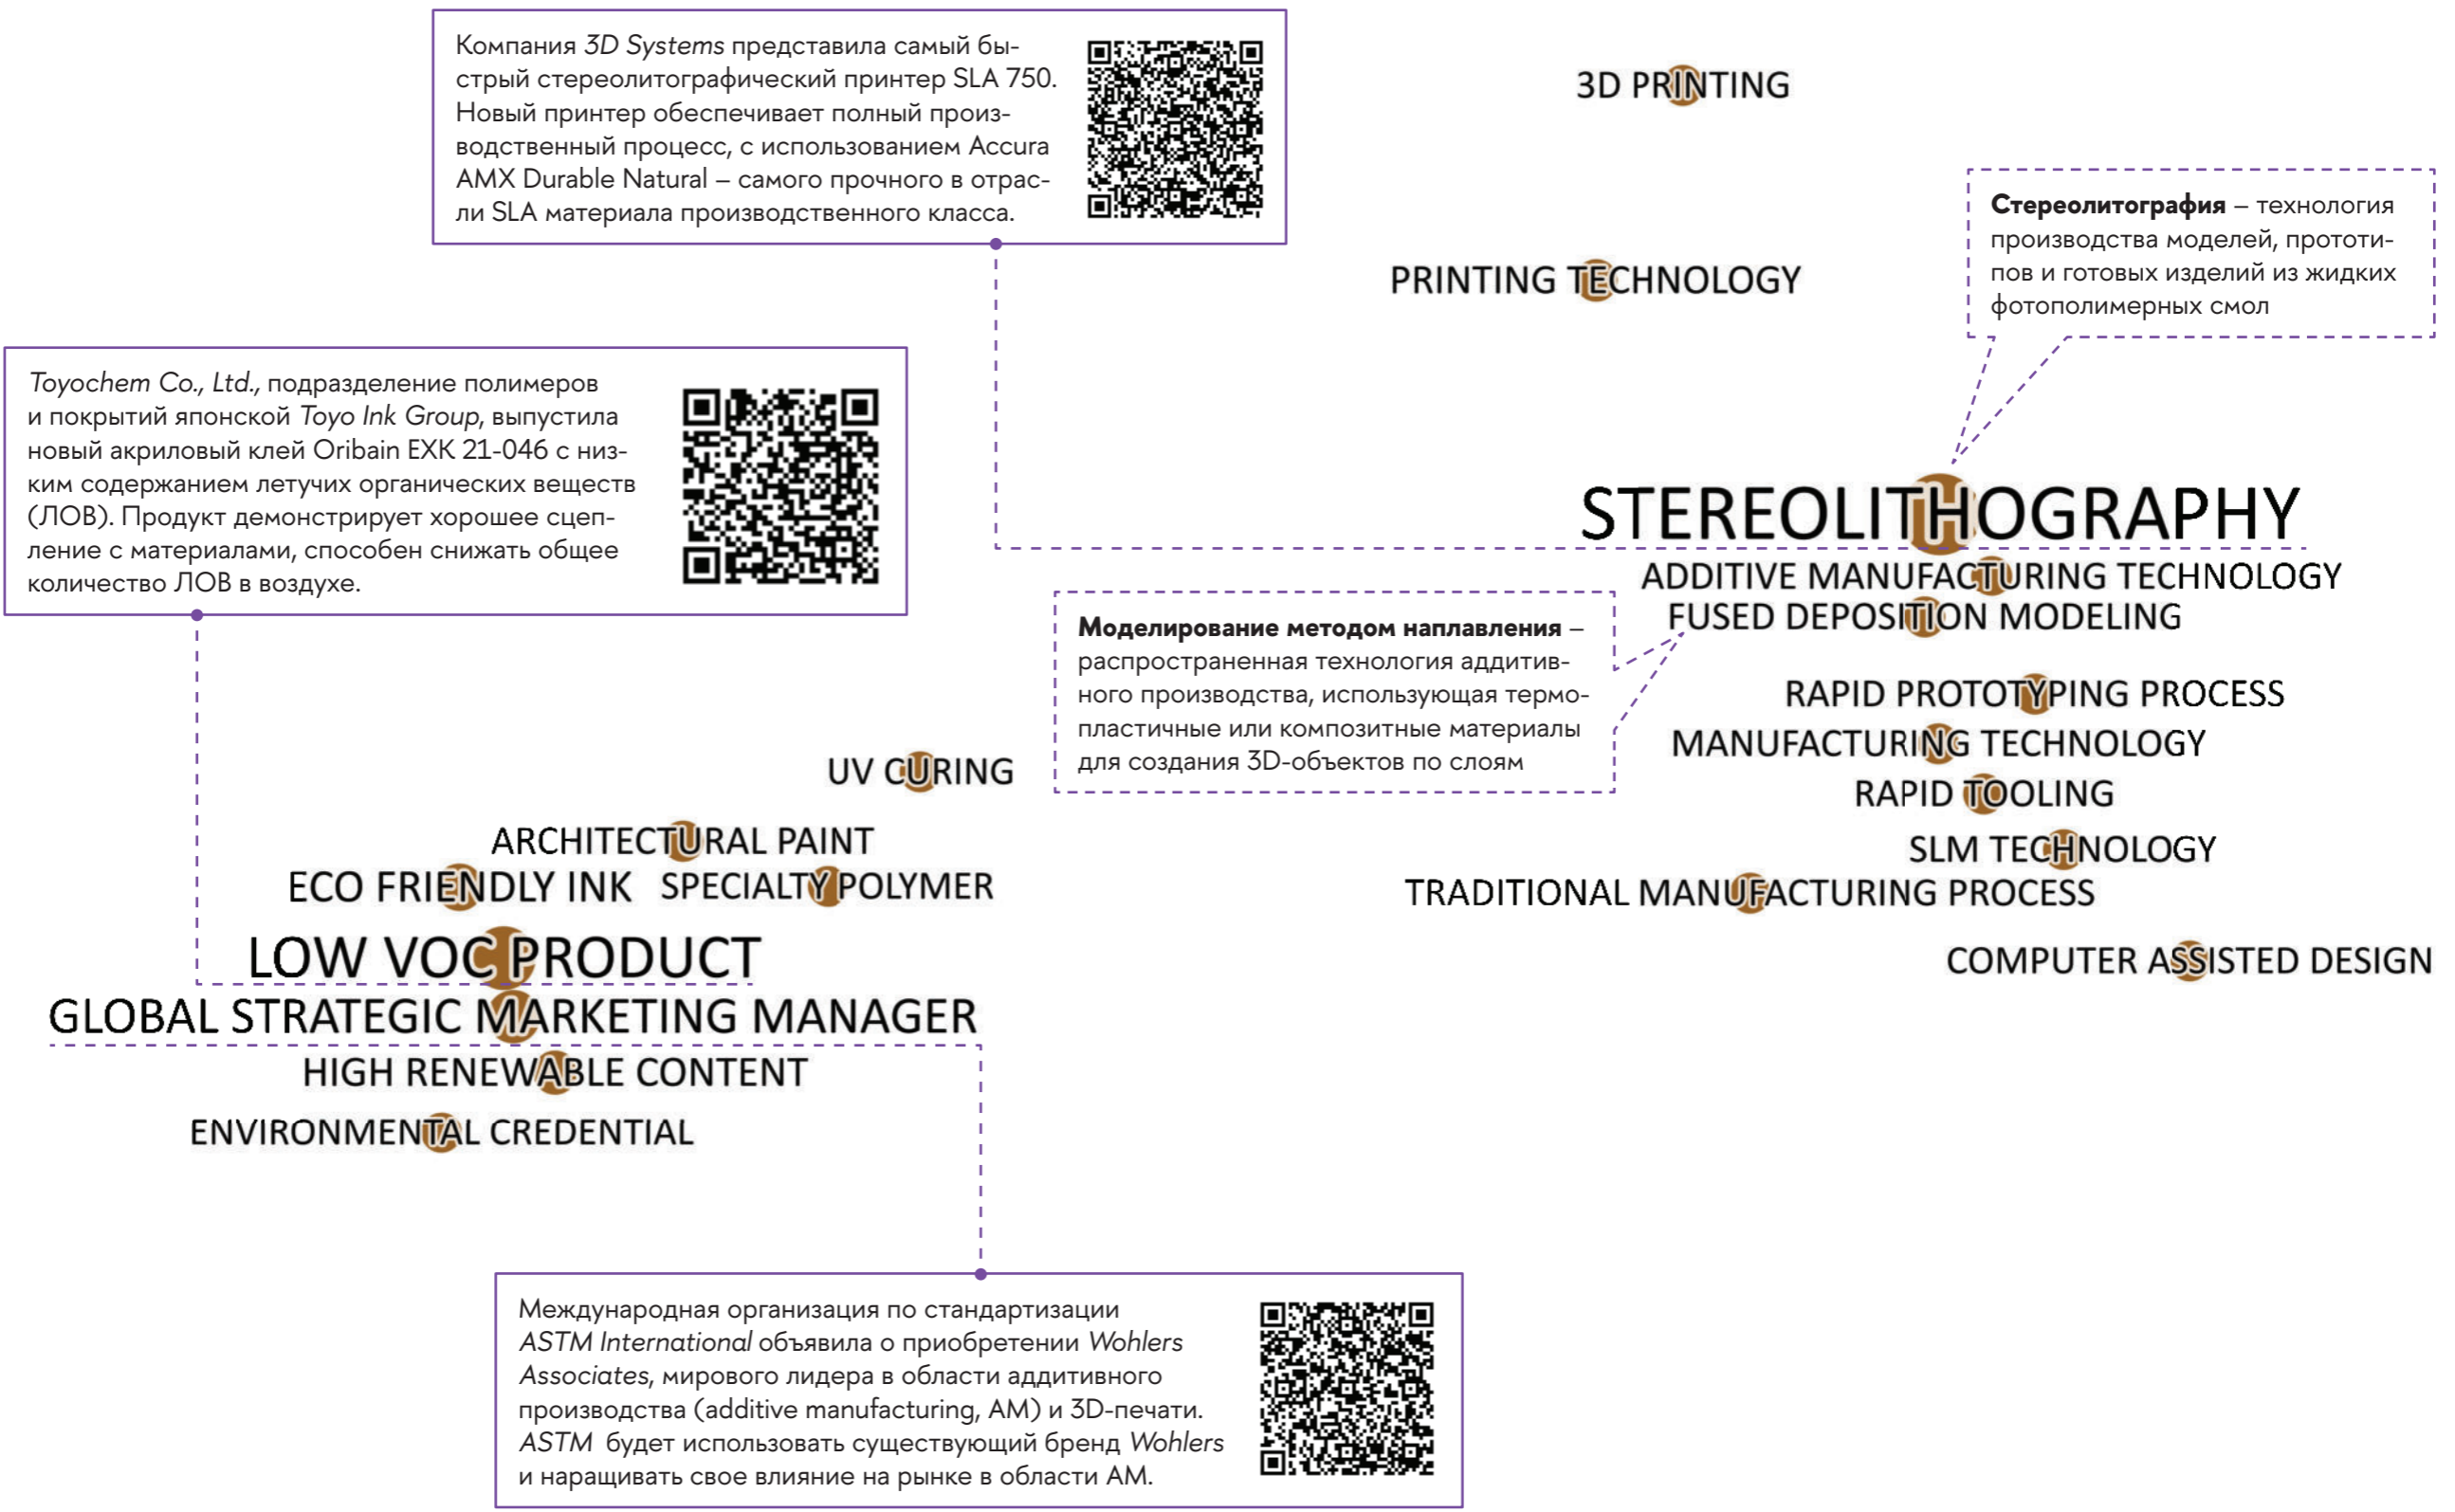 Компания 3D Systems представила самый бы-
стрый стереолитографический принтер SLA 750.
Новый принтер обеспечивает полный произ-
водственный процесс, с использованием Accura
AMX Durable Natural – самого прочного в отрас-
ли SLA материала производственного класса.
3D PRINTING
PRINTING TECHNOLOGY
Стереолитография – технология
производства моделей, прототи-
пов и готовых изделий из жидких
фотополимерных смол
Toyochem Co., Ltd., подразделение полимеров
и покрытий японской Toyo Ink Group, выпустила
новый акриловый клей Oribain EXK 21-046 с низ-
ким содержанием летучих органических веществ
(ЛОВ). Продукт демонстрирует хорошее сцеп-
ление с материалами, способен снижать общее
количество ЛОВ в воздухе.
STEREOLITHOGRAPHY
ADDITIVE MANUFACTURING TECHNOLOGY
FUSED DEPOSITION MODELING
Моделирование методом наплавления –
распространенная технология аддитив-
ного производства, использующая термо-
пластичные или композитные материалы
для создания 3D-объектов по слоям
RAPID PROTOTYPING PROCESS
MANUFACTURING TECHNOLOGY
RAPID TOOLING
SLM TECHNOLOGY
TRADITIONAL MANUFACTURING PROCESS
COMPUTER ASSISTED DESIGN
UV CURING
ARCHITECTURAL PAINT
ECO FRIENDLY INK SPECIALTY POLYMER
LOW VOC PRODUCT
GLOBAL STRATEGIC MARKETING MANAGER
HIGH RENEWABLE CONTENT
ENVIRONMENTAL CREDENTIAL
Международная организация по стандартизации
ASTM International объявила о приобретении Wohlers
Associates, мирового лидера в области аддитивного
производства (additive manufacturing, AM) и 3D-печати.
ASTM будет использовать существующий бренд Wohlers
и наращивать свое влияние на рынке в области AM.